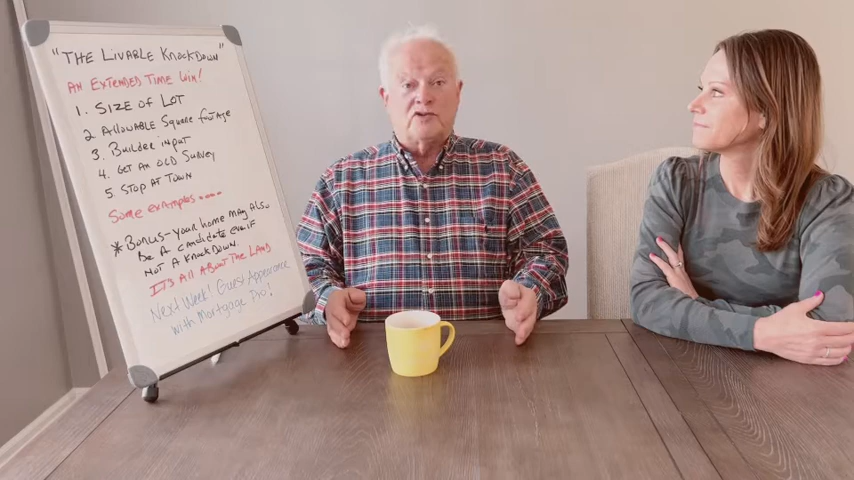 "The Livable Knockdown"
An Extended Time Win!
1. Size of Lot
2 Allowable Square footage
3. Builder input
4. Get an old Survey
5 Stop at Town
Some examples.....
*Bonus-your home may also
Be a candidate even if
Not a Knockdown.
It's All About The Land
Next Week! Guest Appearance
with Mortgage Pro!